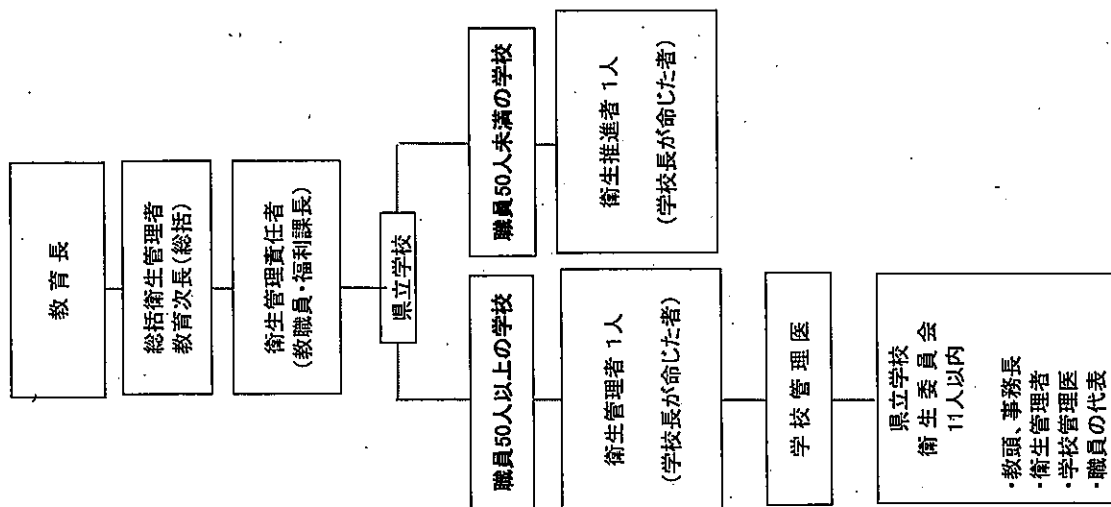 教育長
総括衛生管理者
教育次長(総括)
衛生管理責任者
(教職員・福利課長)
県立学校
職員50人以上の学校
衛生管理者 1人
(学校長が命じた者)
学校管理医
県立学校
衛生委員会
11人以内
・教頭、事務長
・衛生管理者
・学校管理医
・職員の代表
職員50人未満の学校
衛生推進者 1人
(学校長が命じた者)